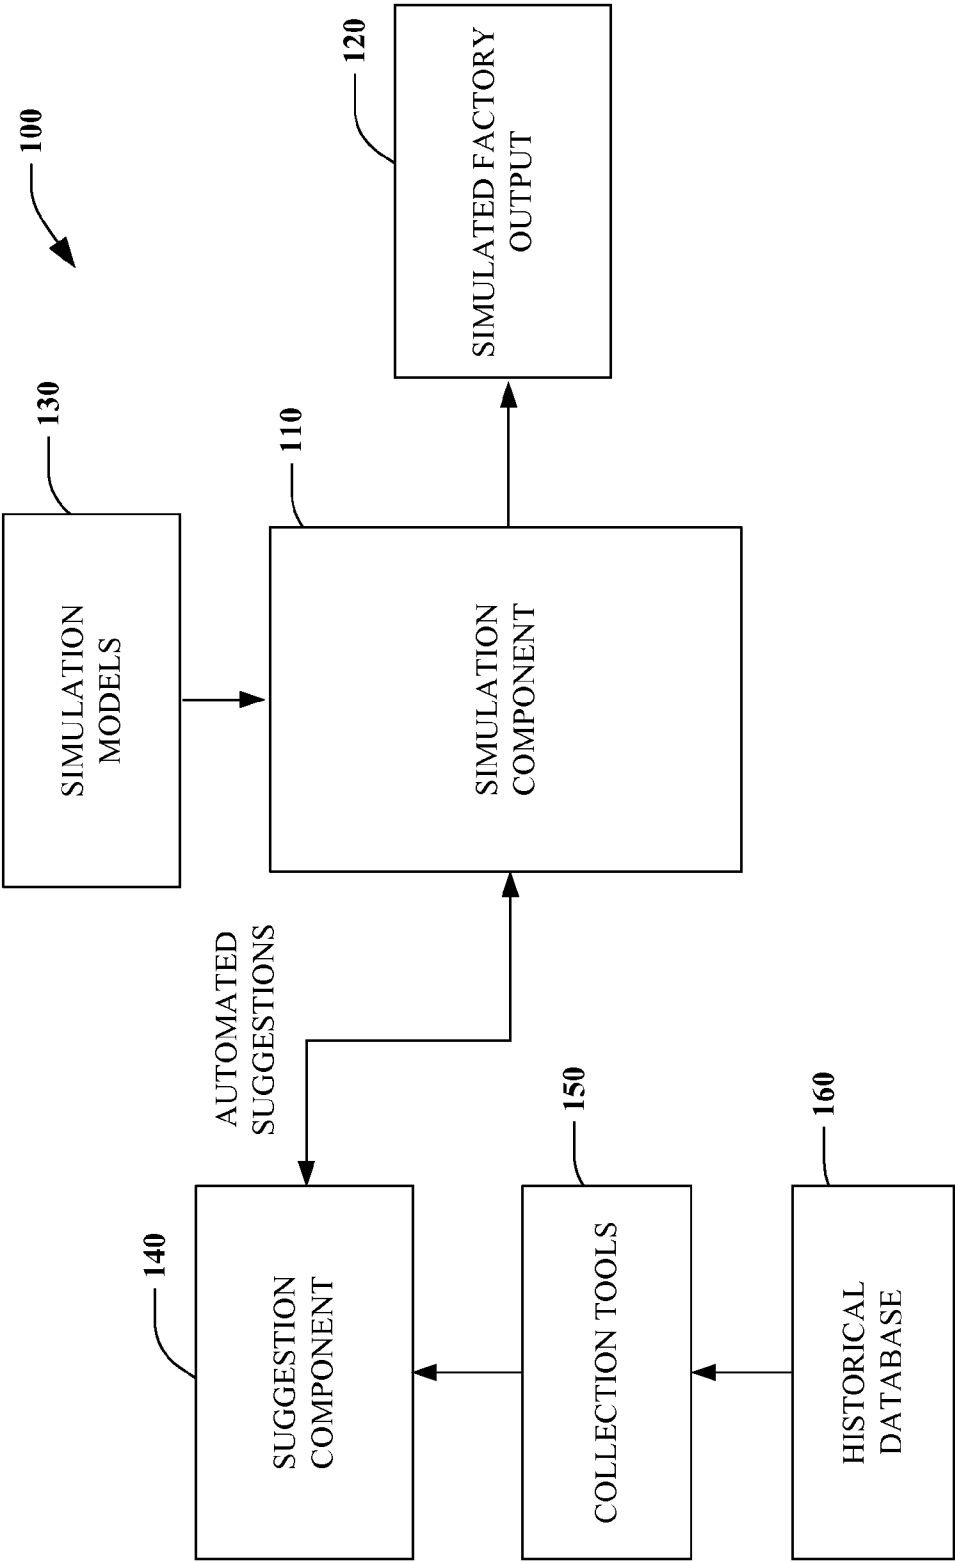 100
130
SIMULATION
MODELS
AUTOMATED
SUGGESTIONS
140
SUGGESTION
COMPONENT
110
SIMULATION
COMPONENT
120
SIMULATED FACTORY
OUTPUT
150
COLLECTION TOOLS
160
HISTORICAL
DATABASE